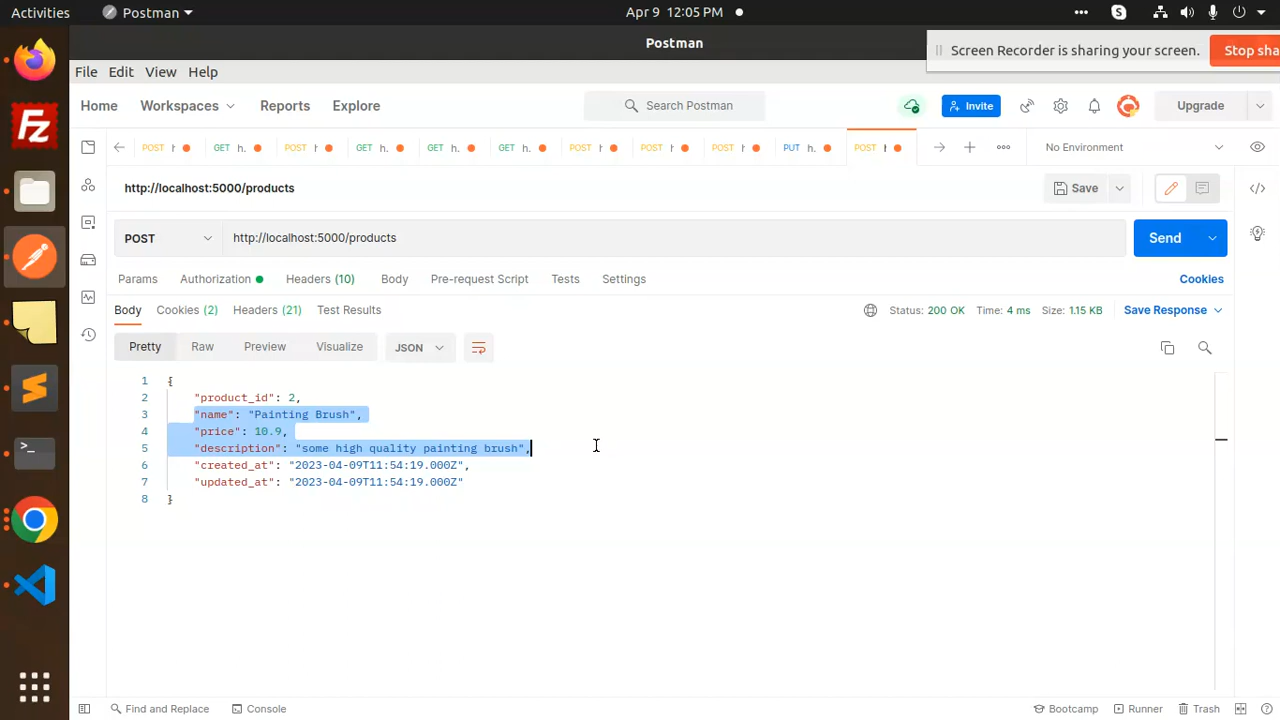 Activities
Postman
Apr 9 12:05 PM
Postman
Screen Recorder is sharing your screen.
Stop sha
File Edit View Help
Home Workspaces Reports Explore
Search Postman
Invite
Upgrade
POST h
GET h.
POST h
GET h.
GET h.
GET h.
POST h
POST h
POST h
PUT h.
POST h
No Environment
http://localhost:5000/products
Save
POST
http://localhost:5000/products
Send
Params Authorization Headers (10) Body Pre-request Script Tests Settings
Cookies
Body Cookies (2) Headers (21) Test Results
Status: 200 OK Time: 4 ms Size: 1.15 KB Save Response
Pretty Raw Preview Visualize JSON
1 {
2 "product_id": 2,
3 "name": "Painting Brush",
4 "price": 10.9,
5 "description": "some high quality painting brush",
6 "created_at": "2023-04-09T11:54:19.000Z",
7 "updated_at": "2023-04-09T11:54:19.000Z"
8 }
Find and Replace Console
Bootcamp Runner Trash